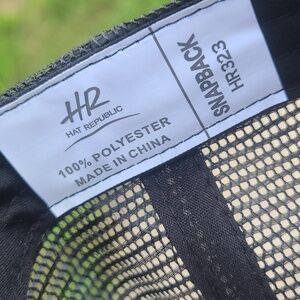 HR
HAT REPUBLIC
100% POLYESTER
MADE IN CHINA
SNAPBACK
HR323